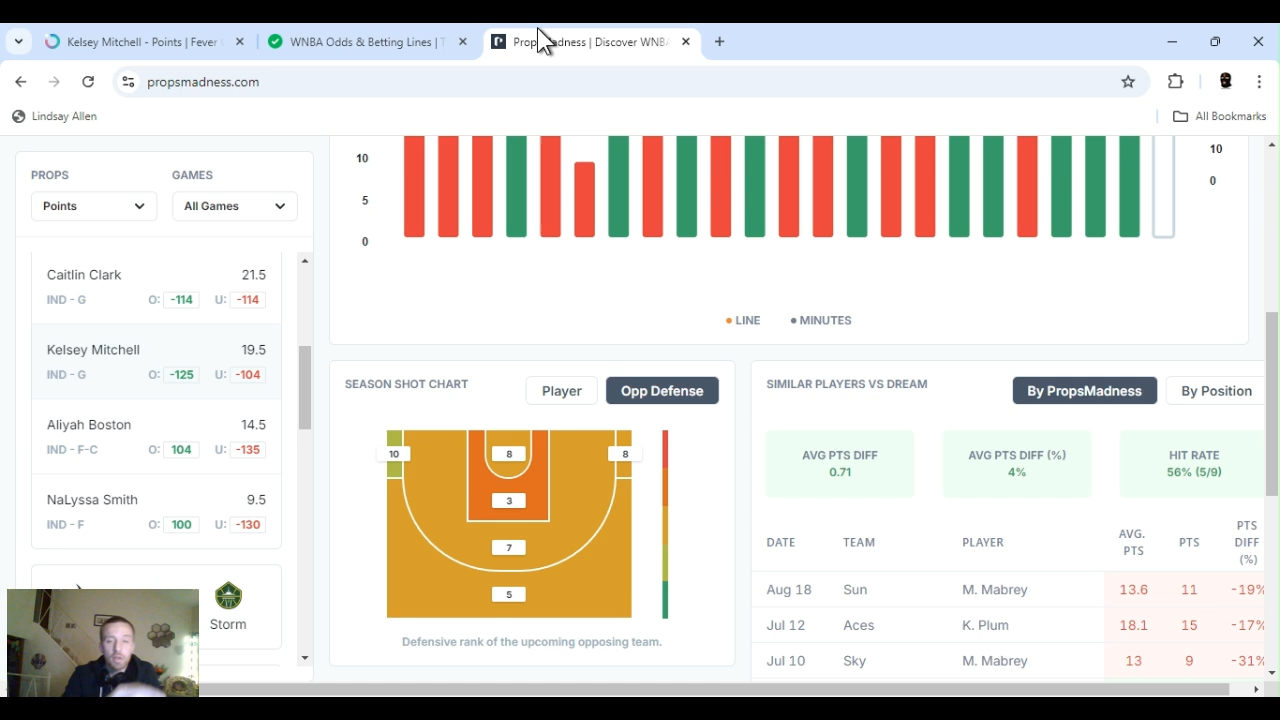 Kelsey Mitchell - Points | Fever
WNBA Odds & Betting Lines |
Discover WNBA
propsmadness.com
Lindsay Allen
All Bookmarks
PROPS
GAMES
Points
All Games
Caitlin Clark 21.5
IND - G O: -114 U: -114
Kelsey Mitchell 19.5
IND - G O: -125 U: -104
Aliyah Boston 14.5
IND - F-C O: 104 U: -135
NaLyssa Smith 9.5
IND - F O: 100 U: -130
Storm
10
5
0
10
0
LINE
MINUTES
SEASON SHOT CHART
Player
Opp Defense
10
8
8
3
7
5
Defensive rank of the upcoming opposing team.
SIMILAR PLAYERS VS DREAM
By PropsMadness
By Position
AVG PTS DIFF
0.71
AVG PTS DIFF (%)
4%
HIT RATE
56% (5/9)
DATE TEAM PLAYER AVG. PTS PTS PTS DIFF (%)
Aug 18 Sun M. Mabrey 13.6 11 -19%
Jul 12 Aces K. Plum 18.1 15 -17%
Jul 10 Sky M. Mabrey 13 9 -31%